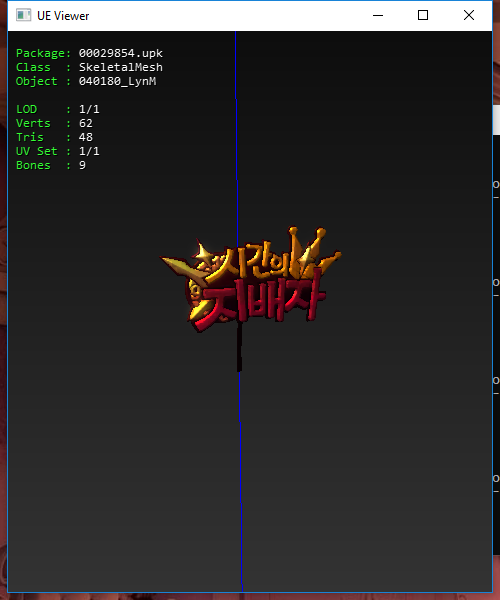 UE Viewer
Package: 00029854.upk
Class : SkeletalMesh
Object : 040180_LynM
LOD : 1/1
Verts : 62
Tris : 48
UV Set : 1/1
Bones : 9
시간의
지배자